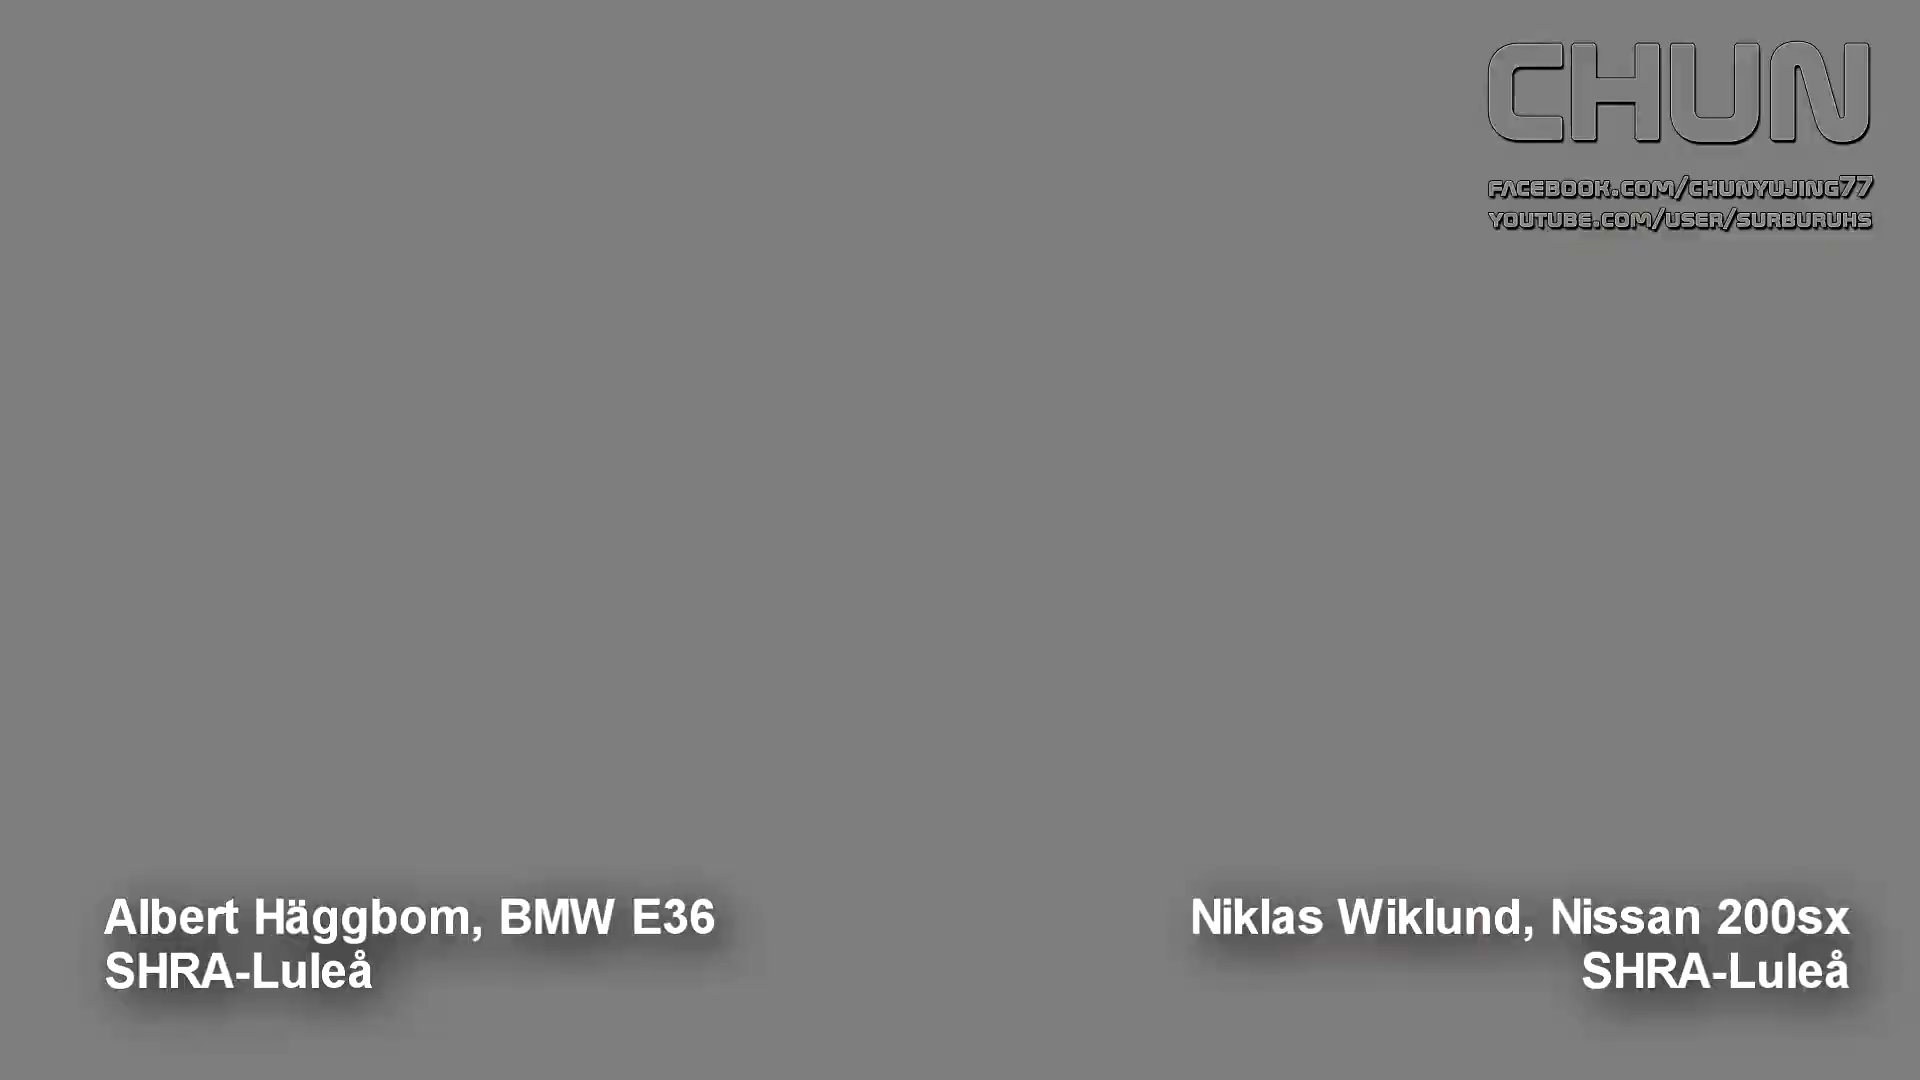 CHUN
FACEBOOK.COM/CHUNYUJING77
YOUTUBE.COM/USER/SURBURUHS
Albert Häggbom, BMW E36
SHRA-Luleå
Niklas Wiklund, Nissan 200sx
SHRA-Luleå